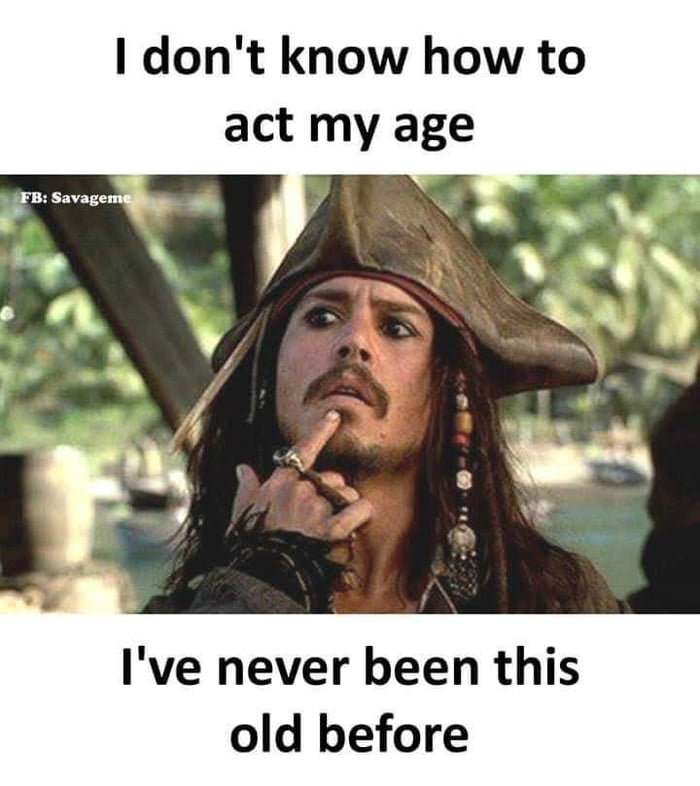 I don't know how to
act my age
FB: Savageme
I've never been this
old before